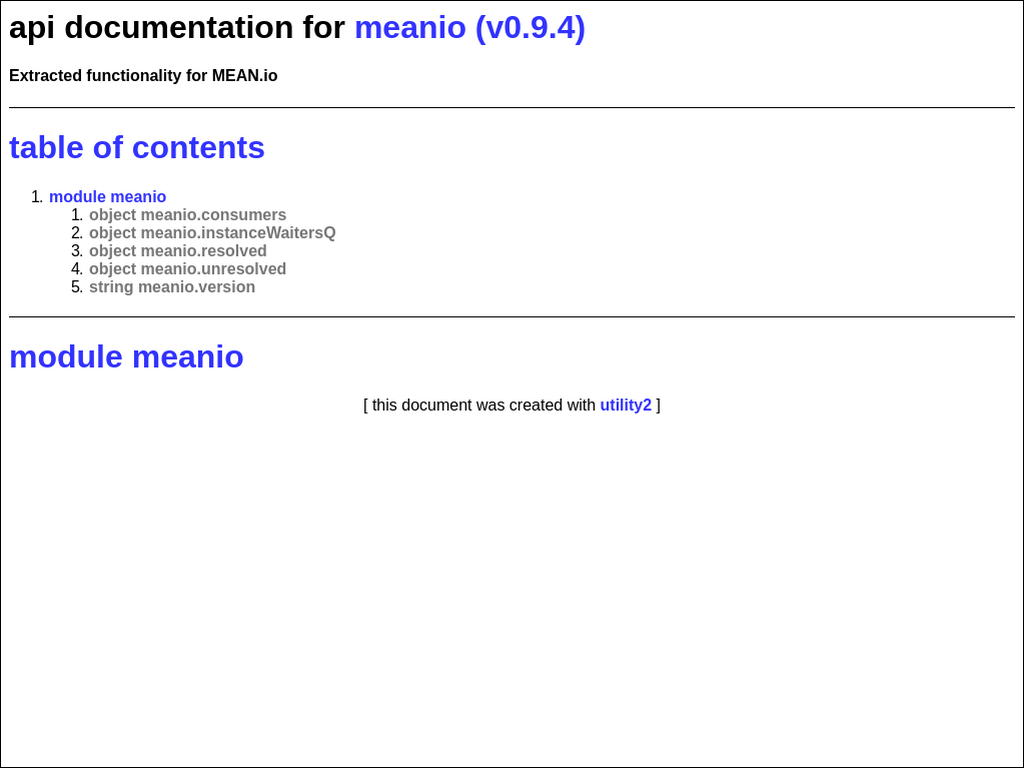 api documentation for meanio (v0.9.4)
Extracted functionality for MEAN.io
table of contents
1. module meanio
1. object meanio.consumers
2. object meanio.instanceWaitersQ
3. object meanio.resolved
4. object meanio.unresolved
5. string meanio.version
module meanio
[ this document was created with utility2 ]